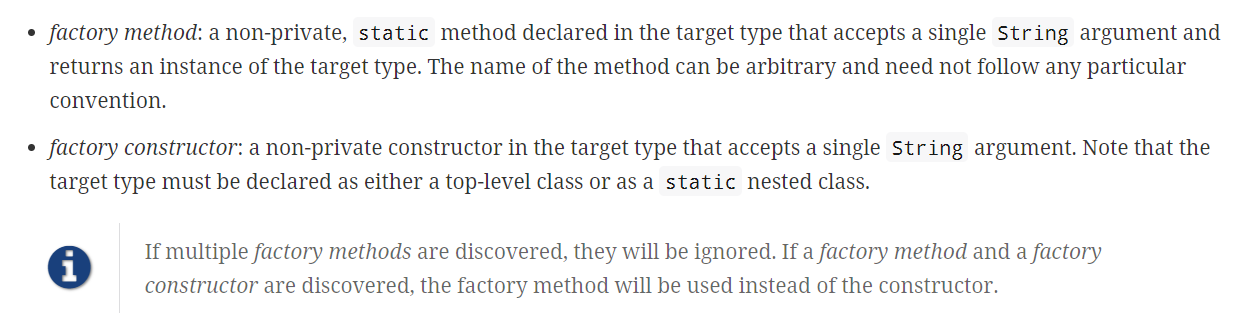 • factory method: a non-private, static method declared in the target type that accepts a single String argument and
returns an instance of the target type. The name of the method can be arbitrary and need not follow any particular
convention.
• factory constructor: a non-private constructor in the target type that accepts a single String argument. Note that the
target type must be declared as either a top-level class or as a static nested class.
If multiple factory methods are discovered, they will be ignored. If a factory method and a factory
constructor are discovered, the factory method will be used instead of the constructor.